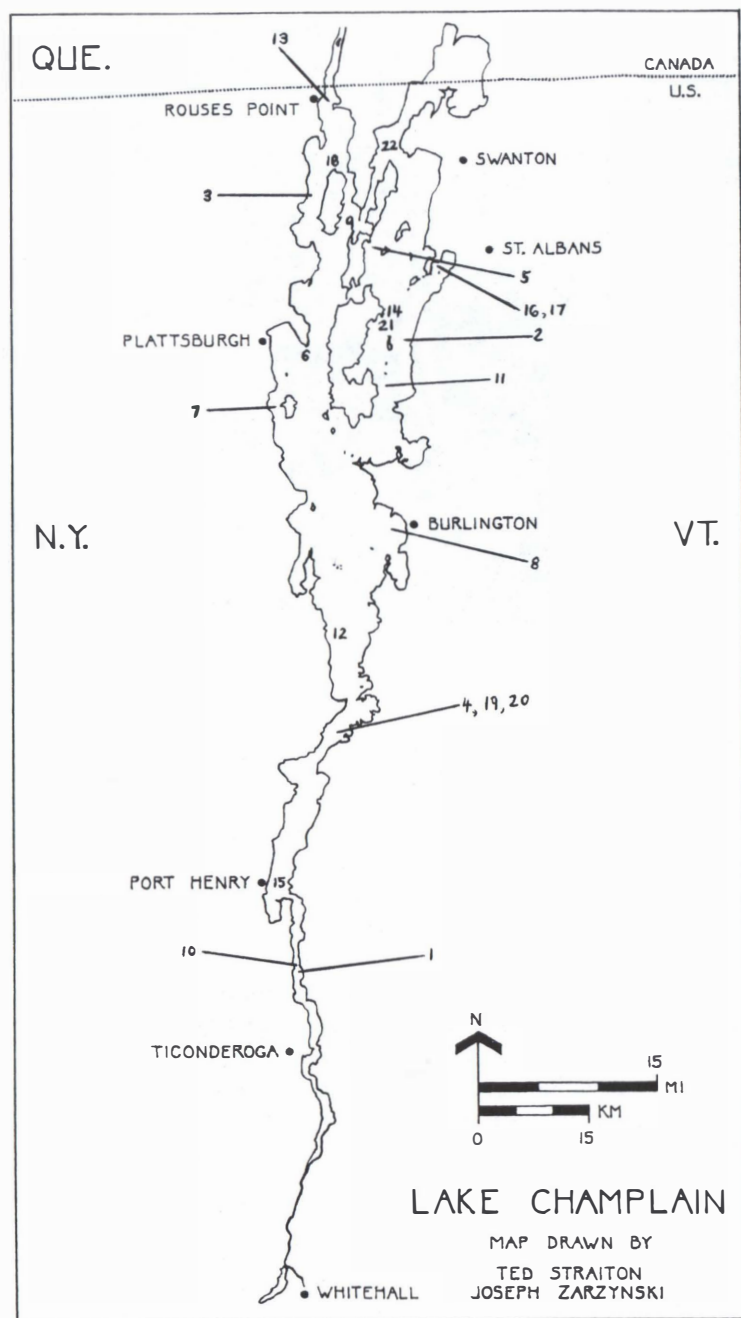 13
QUE.
CANADA
U.S.
ROUSES POINT
22
18
SWANTON
3
9
ST. ALBANS
5
14
16, 17
21
2
PLATTSBURGH
6
11
7
BURLINGTON
N.Y.
VT.
8
12
4, 19, 20
PORT HENRY
15
10
1
N
TICONDEROGA
15
MI
KM
0
15
LAKE CHAMPLAIN
MAP DRAWN BY
TED STRAITON
JOSEPH ZARZYNSKI
WHITEHALL